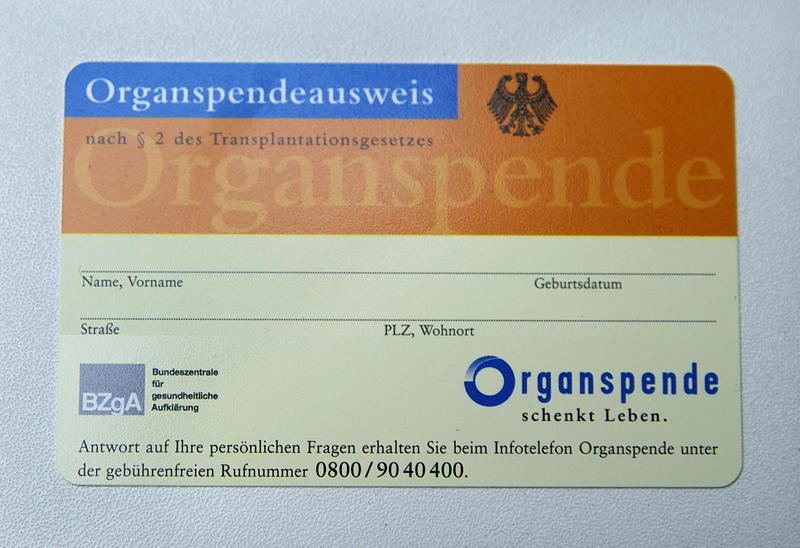 Organspendeausweis
nach § 2 des Transplantationsgesetzes
Organspende
Name, Vorname Geburtsdatum
Straße PLZ, Wohnort
BZgA
Bundeszentrale
für
gesundheitliche
Aufklärung
Organspende
schenkt Leben.
Antwort auf Ihre persönlichen Fragen erhalten Sie beim Infotelefon Organspende unter
der gebührenfreien Rufnummer 0800/90 40 400.